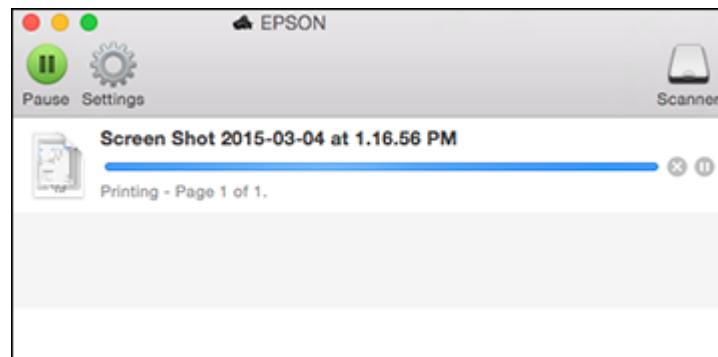 EPSON
Pause Settings Scanner
Screen Shot 2015-03-04 at 1.16.56 PM
Printing - Page 1 of 1.